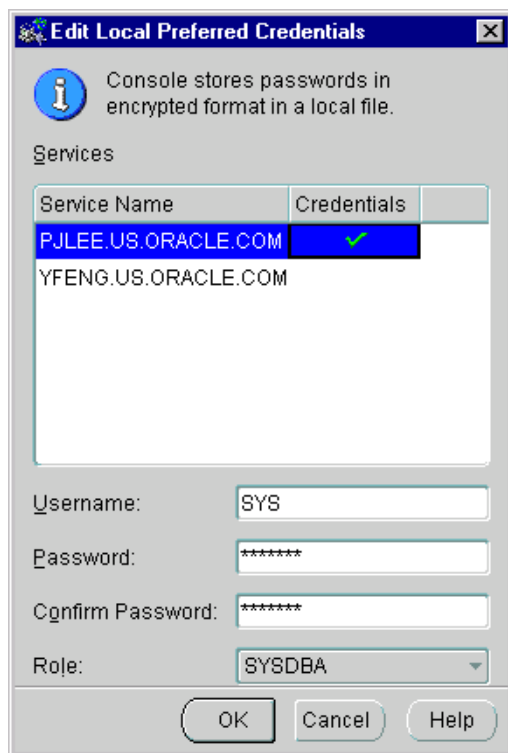 Edit Local Preferred Credentials
Console stores passwords in
encrypted format in a local file.
Services
Service Name Credentials
PJLEE.US.ORACLE.COM
YFENG.US.ORACLE.COM
Username: SYS
Password: *******
Confirm Password: *******
Role: SYSDBA
OK Cancel Help